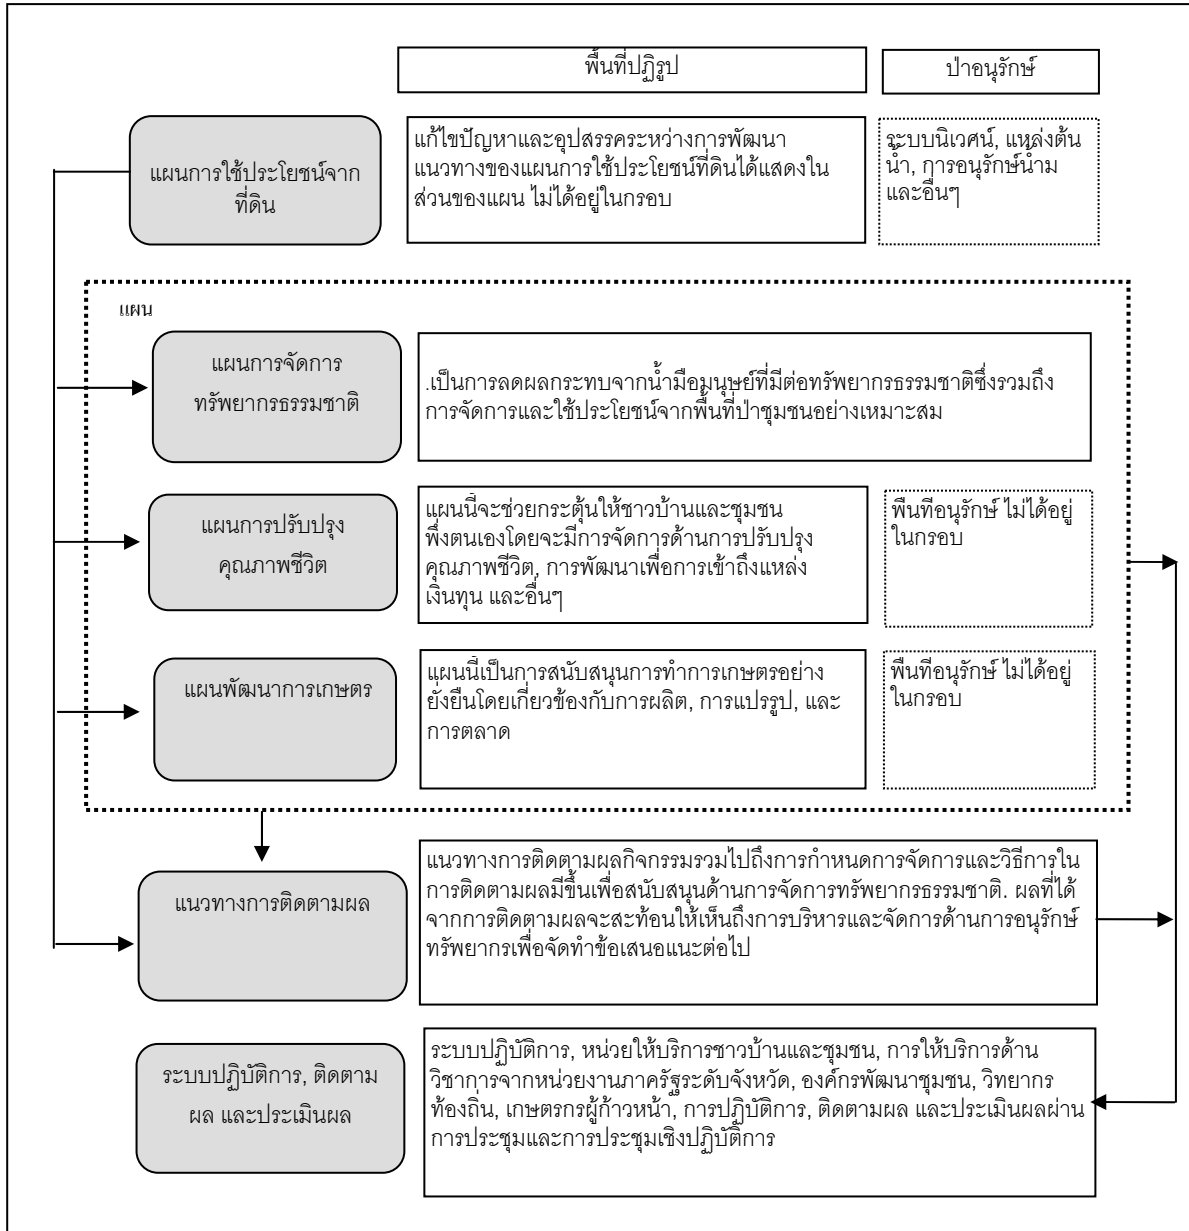 พื้นที่ปฏิรูป
ป่าอนุรักษ์
แผนการใช้ประโยชน์จาก
ที่ดิน
แก้ไขปัญหาและอุปสรรคระหว่างการพัฒนา
แนวทางของแผนการใช้ประโยชน์ที่ดินได้แสดงใน
ส่วนของแผน ไม่ได้อยู่ในกรอบ
ระบบนิเวศน์, แหล่งต้น
น้ำ, การอนุรักษ์น้ำม
และอื่นๆ
แผน
แผนการจัดการ
ทรัพยากรธรรมชาติ
.เป็นการลดผลกระทบจากน้ำมือมนุษย์ที่มีต่อทรัพยากรธรรมชาติซึ่งรวมถึง
การจัดการและใช้ประโยชน์จากพื้นที่ป่าชุมชนอย่างเหมาะสม
แผนการปรับปรุง
คุณภาพชีวิต
แผนนี้จะช่วยกระตุ้นให้ชาวบ้านและชุมชน
พึ่งตนเองโดยจะมีการจัดการด้านการปรับปรุง
คุณภาพชีวิต, การพัฒนาเพื่อการเข้าถึงแหล่ง
เงินทุน และอื่นๆ
พืนทีอนุรักษ์ ไม่ได้อยู่
ในกรอบ
แผนพัฒนาการเกษตร
แผนนี้เป็นการสนับสนุนการทำการเกษตรอย่าง
ยั่งยืนโดยเกี่ยวข้องกับการผลิต, การแปรรูป, และ
การตลาด
พืนทีอนุรักษ์ ไม่ได้อยู่
ในกรอบ
แนวทางการติดตามผล
แนวทางการติดตามผลกิจกรรมรวมไปถึงการกำหนดการจัดการและวิธีการใน
การติดตามผลมีขึ้นเพื่อสนับสนุนด้านการจัดการทรัพยากรธรรมชาติ. ผลที่ได้
จากการติดตามผลจะสะท้อนให้เห็นถึงการบริหารและจัดการด้านการอนุรักษ์
ทรัพยากรเพื่อจัดทำข้อเสนอแนะต่อไป
ระบบปฏิบัติการ, ติดตาม
ผล และประเมินผล
ระบบปฏิบัติการ, หน่วยให้บริการชาวบ้านและชุมชน, การให้บริการด้าน
วิชาการจากหน่วยงานภาครัฐระดับจังหวัด, องค์กรพัฒนาชุมชน, วิทยากร
ท้องถิ่น, เกษตรกรผู้ก้าวหน้า, การปฏิบัติการ, ติดตามผล และประเมินผลผ่าน
การประชุมและการประชุมเชิงปฏิบัติการ